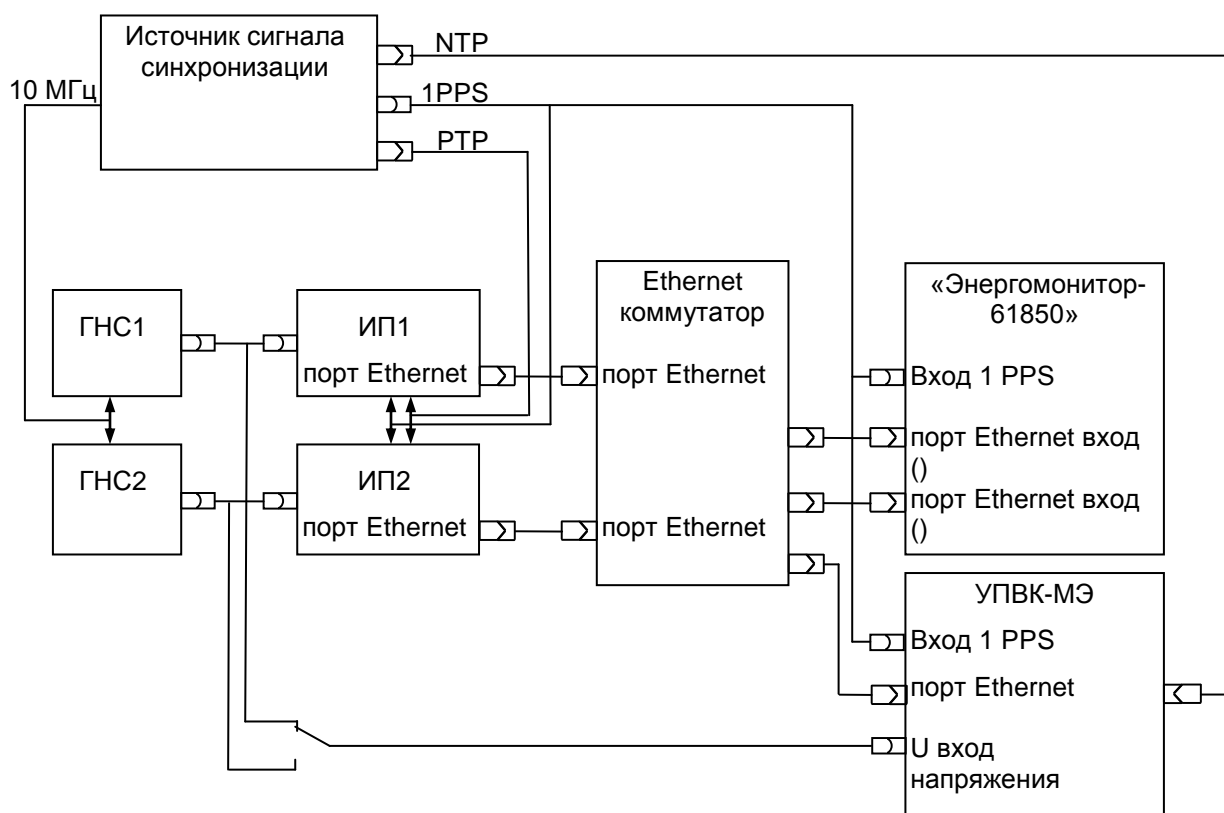 Источник сигнала
синхронизации
NTP
10 МГц
1PPS
PTP
ГНС1
ИП1
порт Ethernet
Ethernet
коммутатор
порт Ethernet
«Энергомонитор-
61850»
Вход 1 PPS
порт Ethernet вход
()
порт Ethernet вход
()
ГНС2
ИП2
порт Ethernet
порт Ethernet
УПВК-МЭ
Вход 1 PPS
порт Ethernet
U вход
напряжения